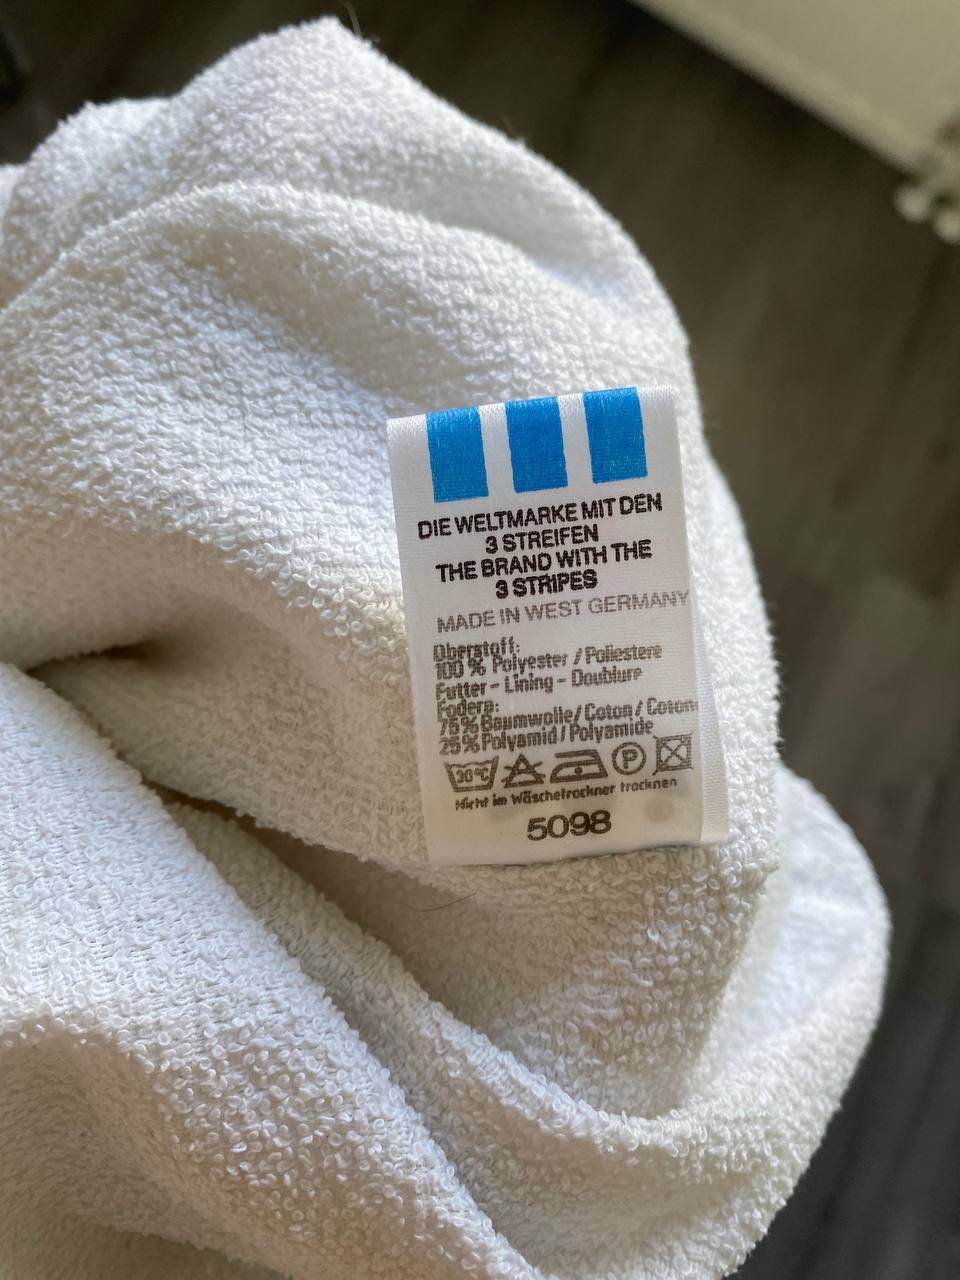 DIE WELTMARKE MIT DEN
3 STREIFEN
THE BRAND WITH THE
3 STRIPES
MADE IN WEST GERMANY
Oberstoff:
100 % Polyester / Poliestere
Futter - Lining - Doublure
Fodera:
75% Baumwolle / Coton / Cotone
25% Polyamid / Polyamide
30°C P
Nicht im Wäschetrockner trocknen
5098